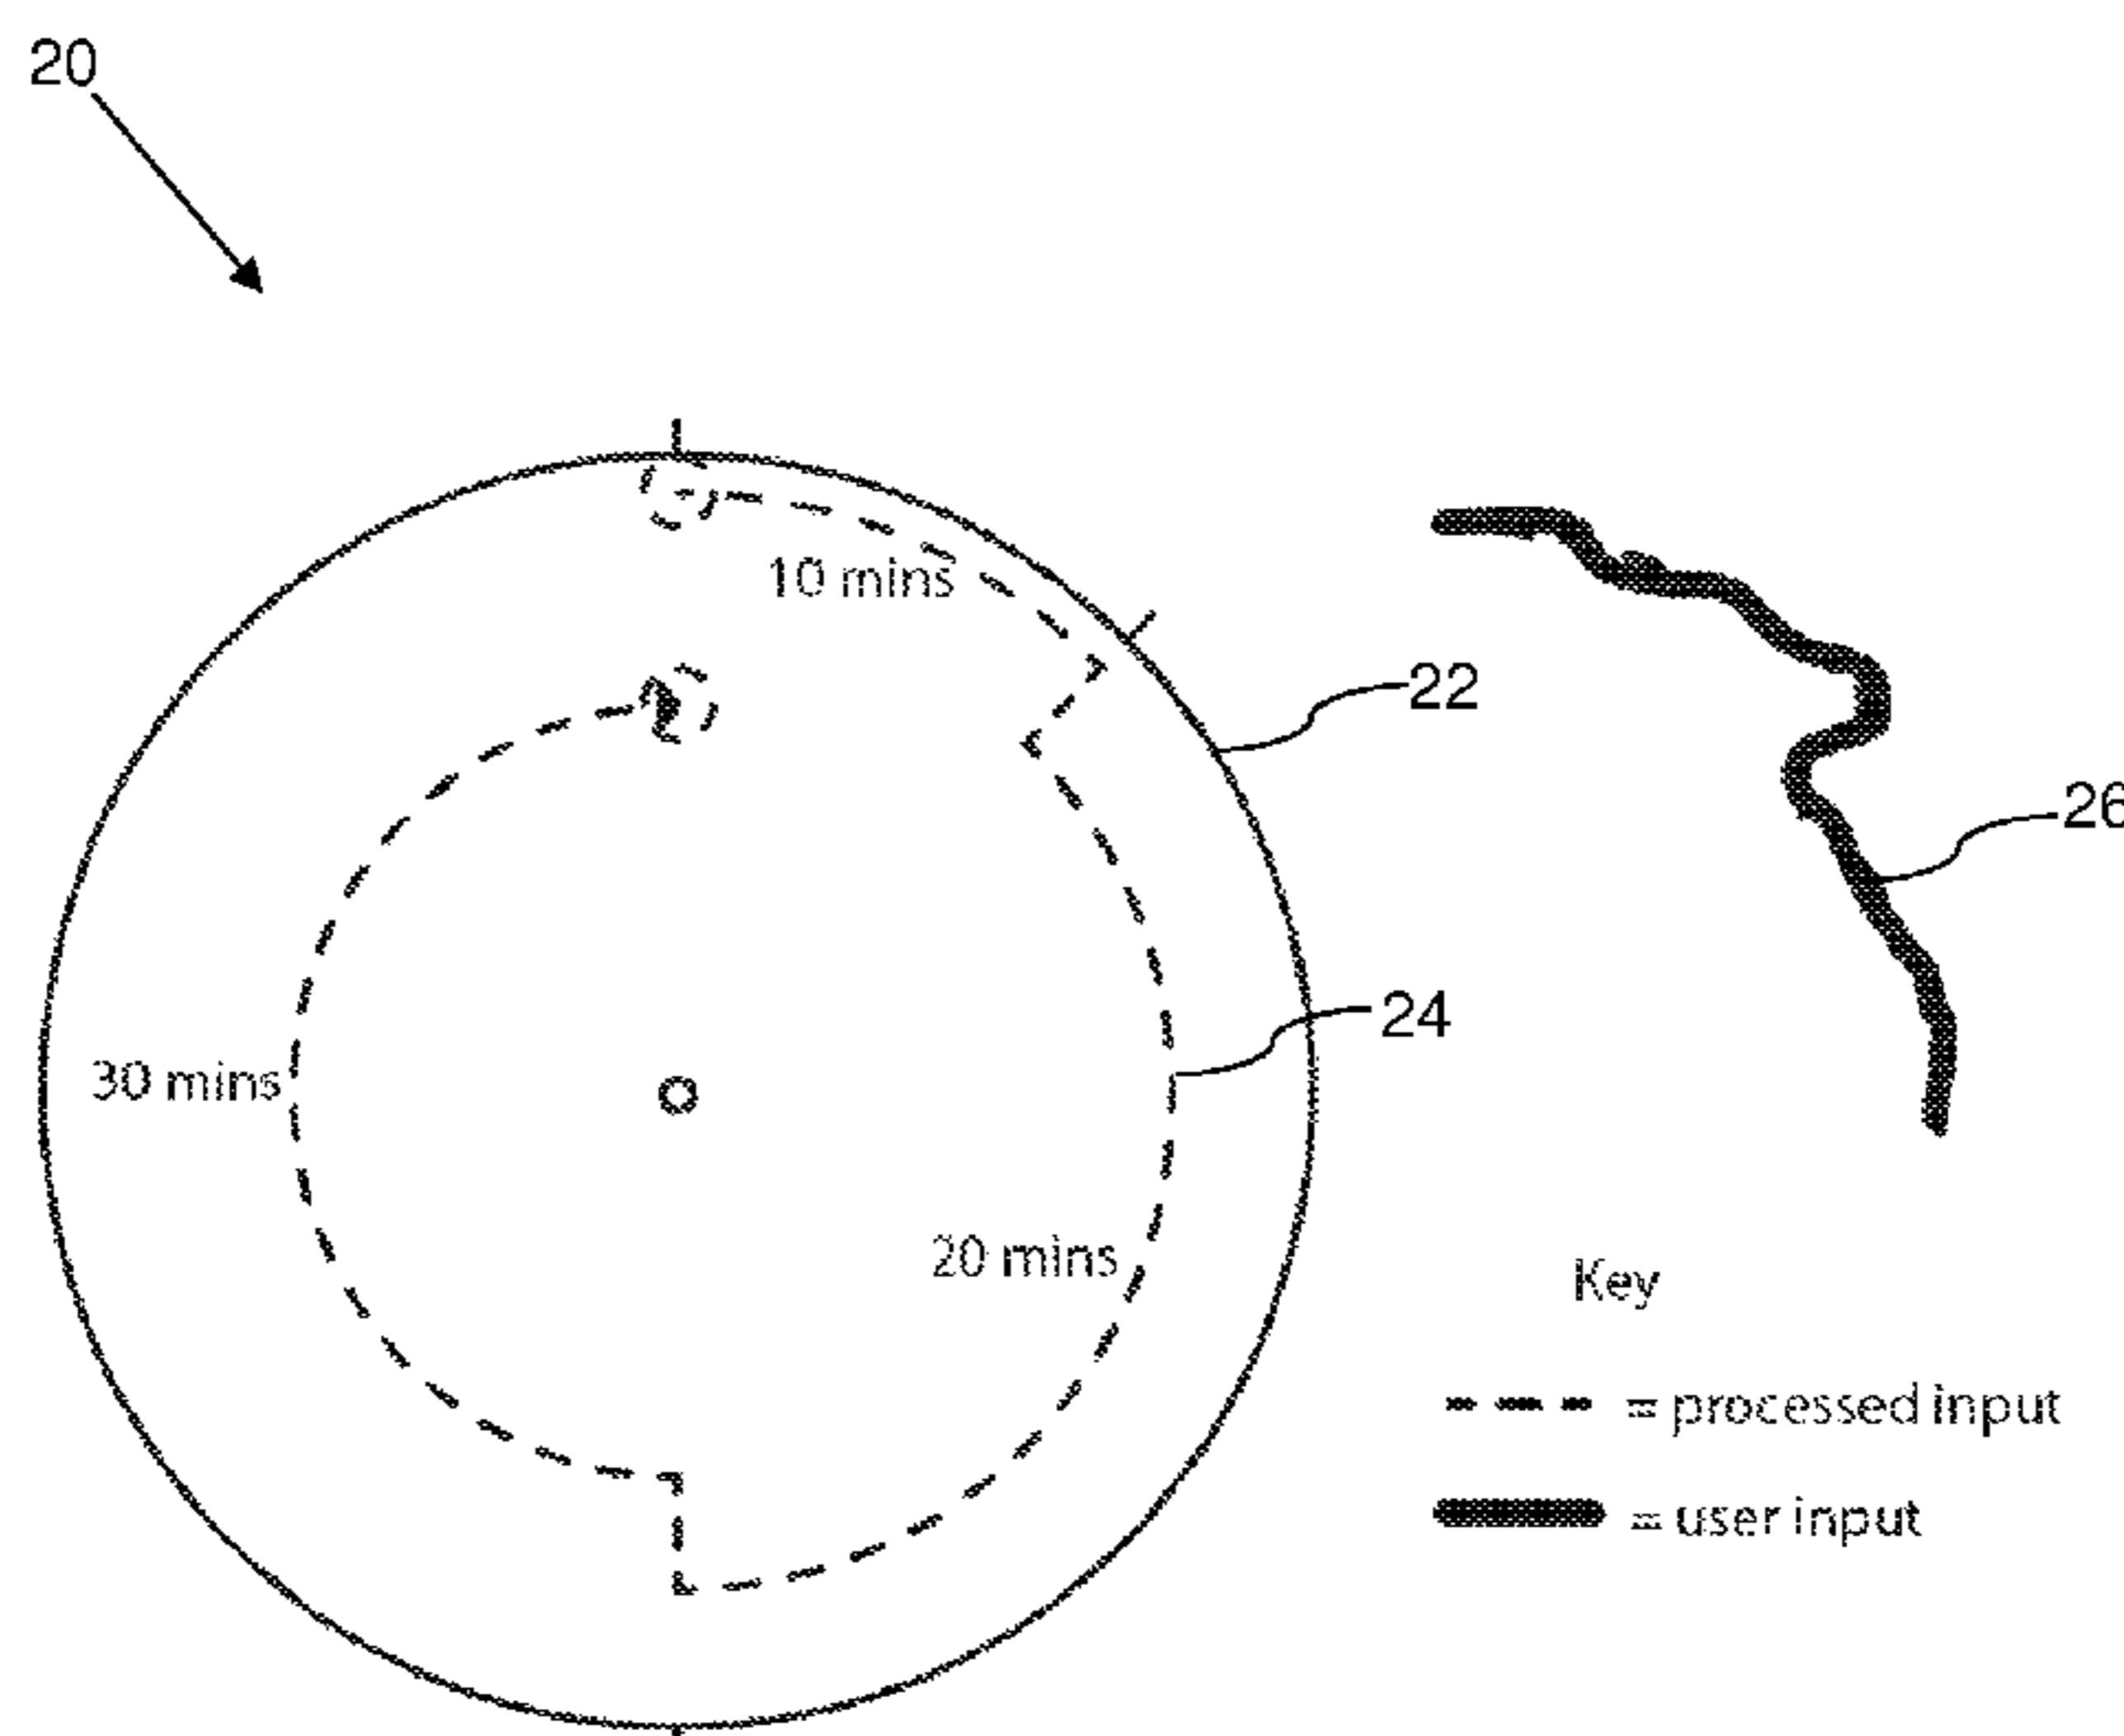 20
10 mins
22
26
24
30 mins
20 mins
Key
= processed input
= user input